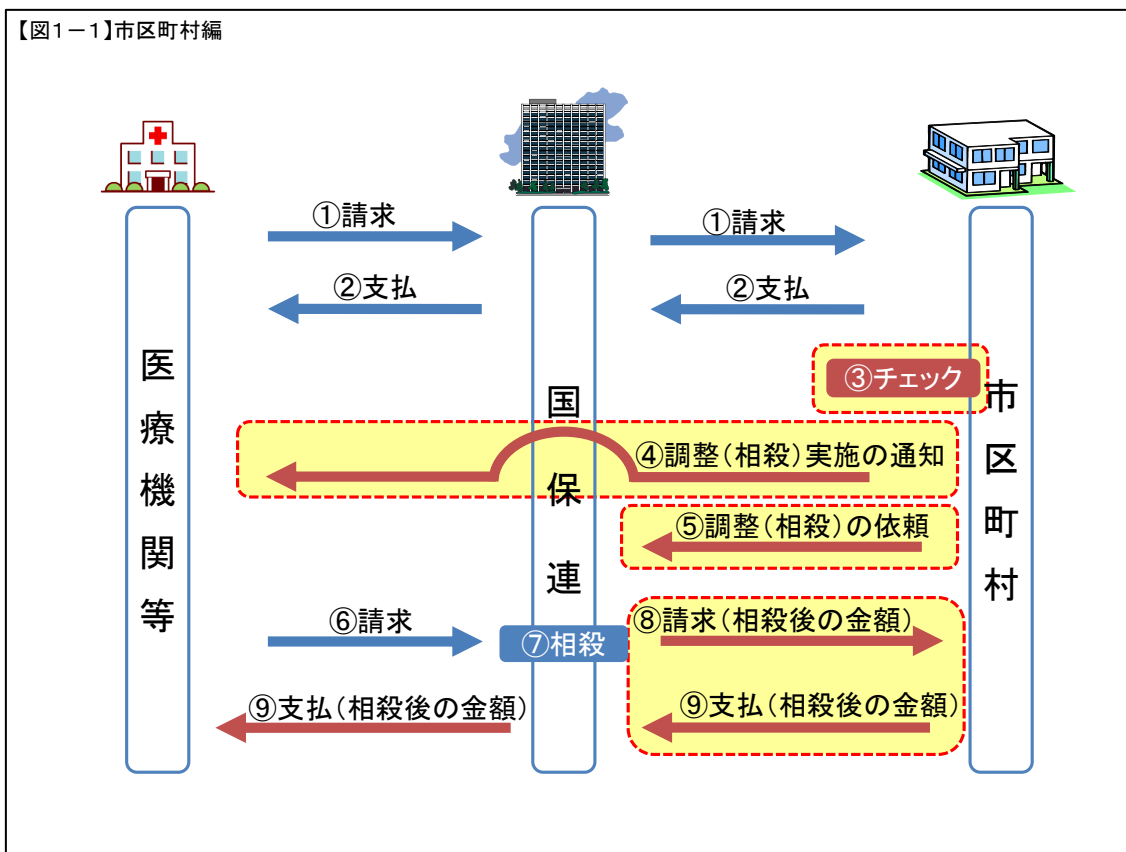 【図1－1】市区町村編
①請求
①請求
②支払
②支払
③チェック
④調整(相殺)実施の通知
⑤調整(相殺)の依頼
⑥請求
⑦相殺
⑧請求(相殺後の金額)
⑨支払(相殺後の金額)
⑨支払(相殺後の金額)
医療機関等
国保連
市区町村